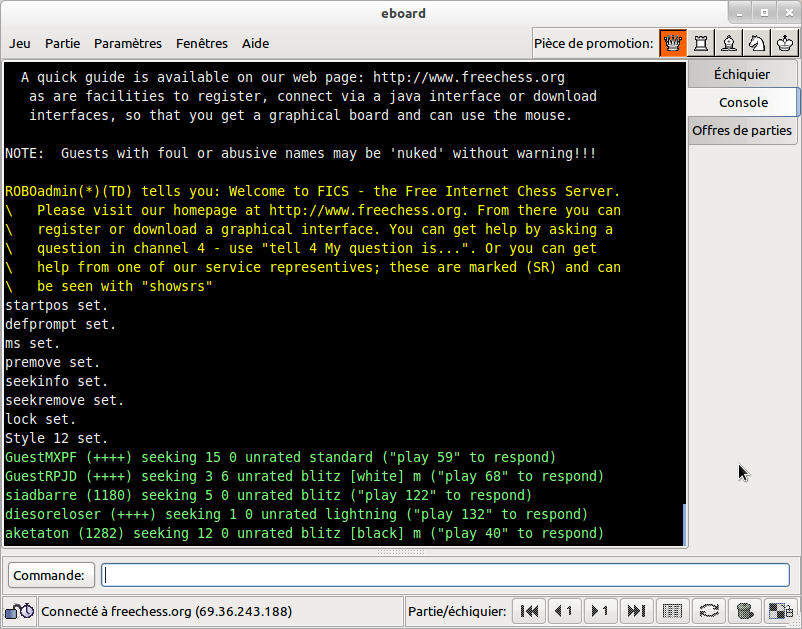 eboard
Jeu Partie Paramètres Fenêtres Aide Pièce de promotion:
A quick guide is available on our web page: http://www.freechess.org
as are facilities to register, connect via a java interface or download
interfaces, so that you get a graphical board and can use the mouse.
NOTE: Guests with foul or abusive names may be 'nuked' without warning!!!
ROBOadmin(*)(TD) tells you: Welcome to FICS - the Free Internet Chess Server.
\ Please visit our homepage at http://www.freechess.org. From there you can
\ register or download a graphical interface. You can get help by asking a
\ question in channel 4 - use "tell 4 My question is...". Or you can get
\ help from one of our service representives; these are marked (SR) and can
\ be seen with "showsrs"
startpos set.
defprompt set.
ms set.
premove set.
seekinfo set.
seekremove set.
lock set.
Style 12 set.
GuestMXPF (++++) seeking 15 0 unrated standard ("play 59" to respond)
GuestRPJD (++++) seeking 3 6 unrated blitz [white] m ("play 68" to respond)
siadbarre (1180) seeking 5 0 unrated blitz ("play 122" to respond)
diesoreloser (++++) seeking 1 0 unrated lightning ("play 132" to respond)
aketaton (1282) seeking 12 0 unrated blitz [black] m ("play 40" to respond)
Échiquier
Console
Offres de parties
Commande:
Connecté à freechess.org (69.36.243.188) Partie/échiquier: 1 1